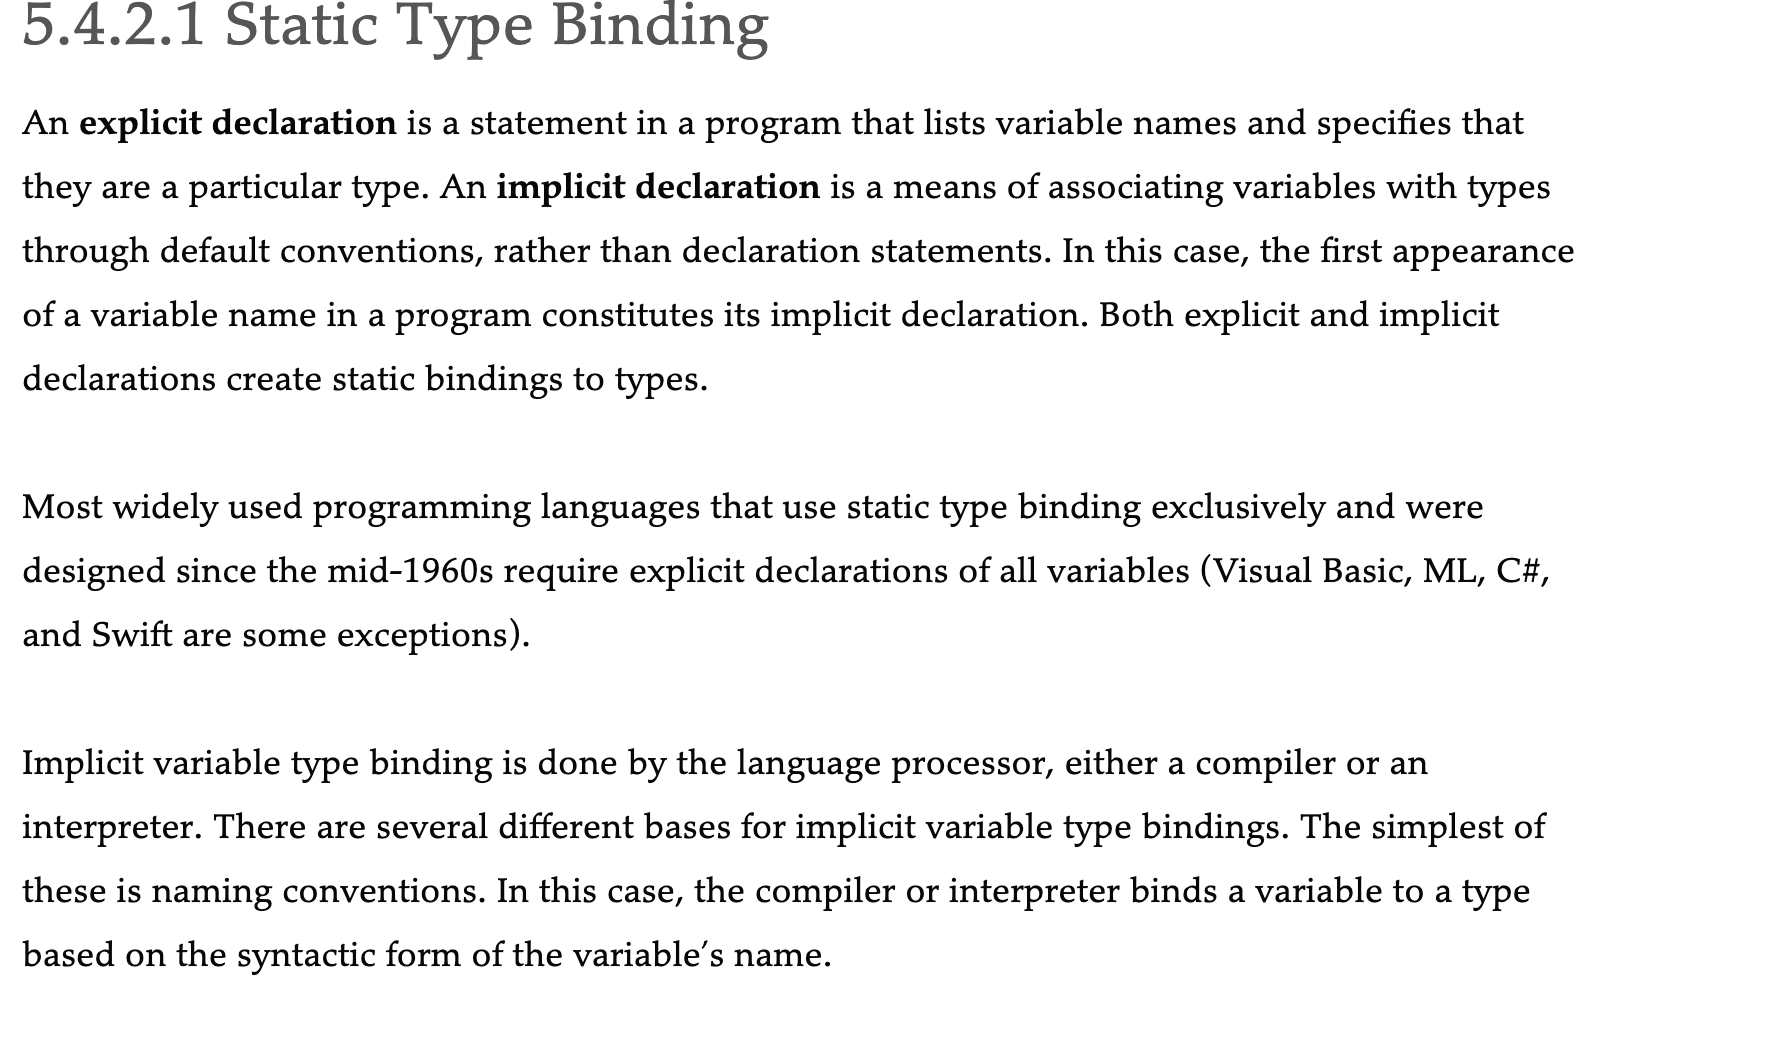 5.4.2.1 Static Type Binding
An explicit declaration is a statement in a program that lists variable names and specifies that
they are a particular type. An implicit declaration is a means of associating variables with types
through default conventions, rather than declaration statements. In this case, the first appearance
of a variable name in a program constitutes its implicit declaration. Both explicit and implicit
declarations create static bindings to types.
Most widely used programming languages that use static type binding exclusively and were
designed since the mid-1960s require explicit declarations of all variables (Visual Basic, ML, C#,
and Swift are some exceptions).
Implicit variable type binding is done by the language processor, either a compiler or an
interpreter. There are several different bases for implicit variable type bindings. The simplest of
these is naming conventions. In this case, the compiler or interpreter binds a variable to a type
based on the syntactic form of the variable’s name.